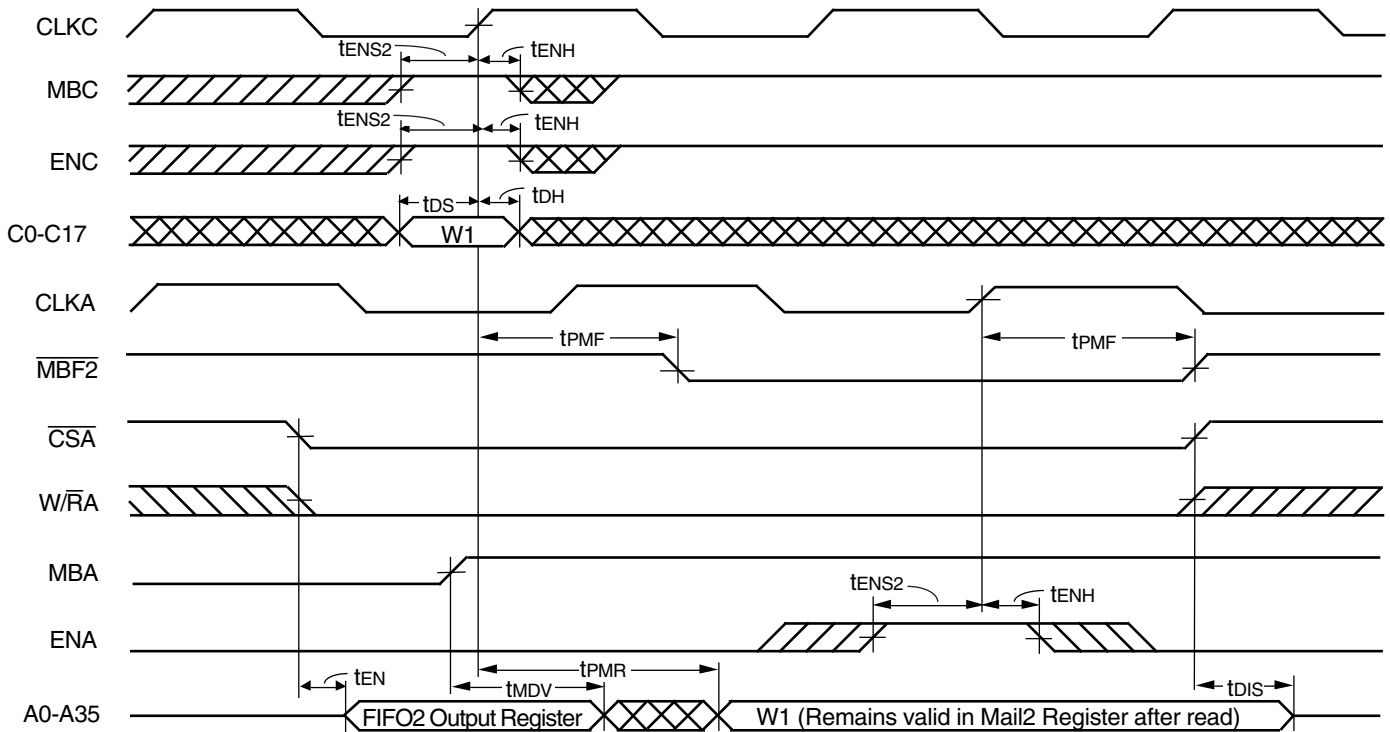 CLKC
tENS2
tENH
MBC
tENS2
tENH
ENC
tDS
tDH
C0-C17
W1
CLKA
tPMF
tPMF
MBF2
CSA
W/RA
MBA
tENS2
tENH
ENA
tEN
tPMR
tMDV
tDIS
A0-A35
FIFO2 Output Register
W1 (Remains valid in Mail2 Register after read)